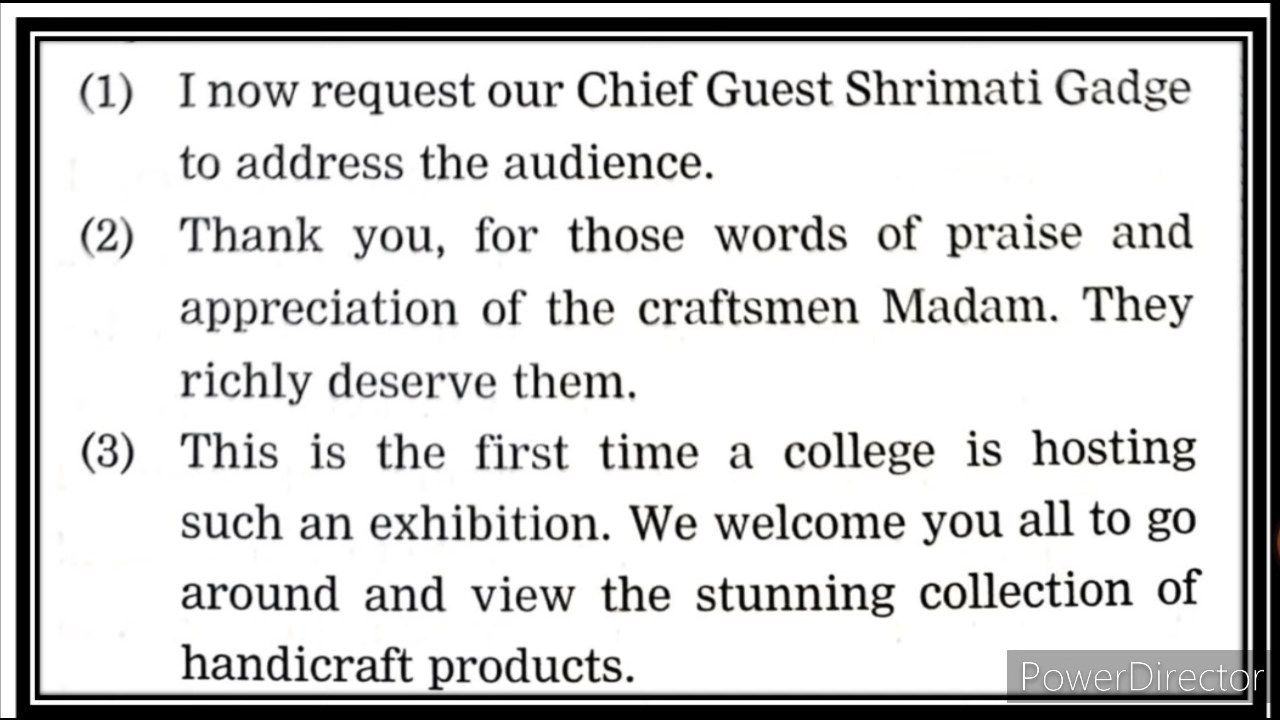 (1) I now request our Chief Guest Shrimati Gadge
to address the audience.
(2) Thank you, for those words of praise and
appreciation of the craftsmen Madam. They
richly deserve them.
(3) This is the first time a college is hosting
such an exhibition. We welcome you all to go
around and view the stunning collection of
handicraft products.
PowerDirector